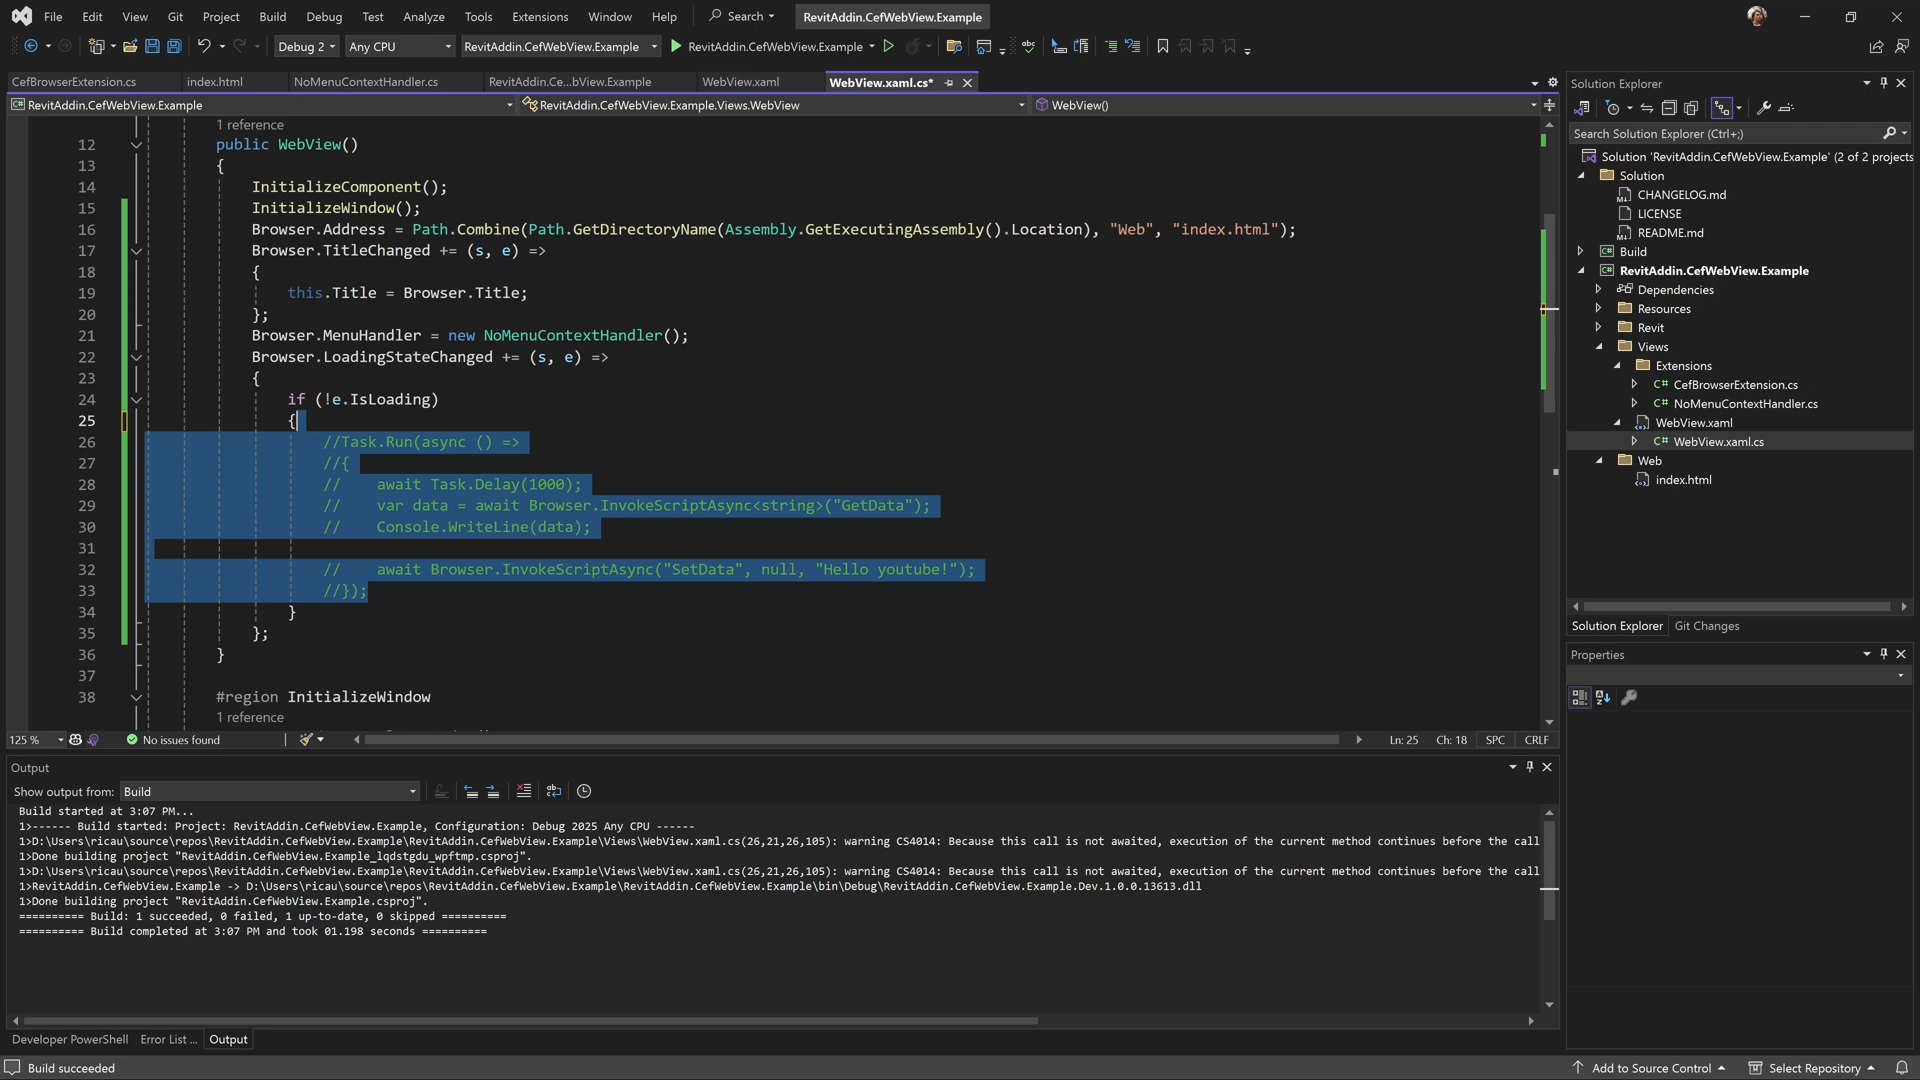 File Edit View Git Project Build Debug Test Analyze Tools Extensions Window Help Search RevitAddin.CefWebView.Example
Debug 2 Any CPU RevitAddin.CefWebView.Example RevitAddin.CefWebView.Example
CefBrowserExtension.cs index.html NoMenuContextHandler.cs RevitAddin.Ce...bView.Example WebView.xaml WebView.xaml.cs*
RevitAddin.CefWebView.Example RevitAddin.CefWebView.Example.Views.WebView WebView()
1 reference
12 public WebView()
13 {
14 InitializeComponent();
15 InitializeWindow();
16 Browser.Address = Path.Combine(Path.GetDirectoryName(Assembly.GetExecutingAssembly().Location), "Web", "index.html");
17 Browser.TitleChanged += (s, e) =>
18 {
19 this.Title = Browser.Title;
20 };
21 Browser.MenuHandler = new NoMenuContextHandler();
22 Browser.LoadingStateChanged += (s, e) =>
23 {
24 if (!e.IsLoading)
25 {
26 //Task.Run(async () =>
27 //{
28 // await Task.Delay(1000);
29 // var data = await Browser.InvokeScriptAsync<string>("GetData");
30 // Console.WriteLine(data);
31
32 // await Browser.InvokeScriptAsync("SetData", null, "Hello youtube!");
33 //});
34 }
35 };
36 }
37
38 #region InitializeWindow
1 reference
125 % No issues found Ln: 25 Ch: 18 SPC CRLF
Output
Show output from: Build
Build started at 3:07 PM...
1>------ Build started: Project: RevitAddin.CefWebView.Example, Configuration: Debug 2025 Any CPU ------
1>D:\Users\ricau\source\repos\RevitAddin.CefWebView.Example\RevitAddin.CefWebView.Example\Views\WebView.xaml.cs(26,21,26,105): warning CS4014: Because this call is not awaited, execution of the current method continues before the call
1>Done building project "RevitAddin.CefWebView.Example_lqdstgdu_wpftmp.csproj".
1>D:\Users\ricau\source\repos\RevitAddin.CefWebView.Example\RevitAddin.CefWebView.Example\Views\WebView.xaml.cs(26,21,26,105): warning CS4014: Because this call is not awaited, execution of the current method continues before the call
1>RevitAddin.CefWebView.Example -> D:\Users\ricau\source\repos\RevitAddin.CefWebView.Example\RevitAddin.CefWebView.Example\bin\Debug\RevitAddin.CefWebView.Example.Dev.1.0.0.13613.dll
1>Done building project "RevitAddin.CefWebView.Example.csproj".
========== Build: 1 succeeded, 0 failed, 1 up-to-date, 0 skipped ==========
========== Build completed at 3:07 PM and took 01.198 seconds ==========
Developer PowerShell Error List ... Output
Build succeeded
Solution Explorer
Search Solution Explorer (Ctrl+;)
Solution 'RevitAddin.CefWebView.Example' (2 of 2 projects
Solution
CHANGELOG.md
LICENSE
README.md
Build
RevitAddin.CefWebView.Example
Dependencies
Resources
Revit
Views
Extensions
C# CefBrowserExtension.cs
C# NoMenuContextHandler.cs
WebView.xaml
C# WebView.xaml.cs
Web
index.html
Solution Explorer Git Changes
Properties
Add to Source Control Select Repository